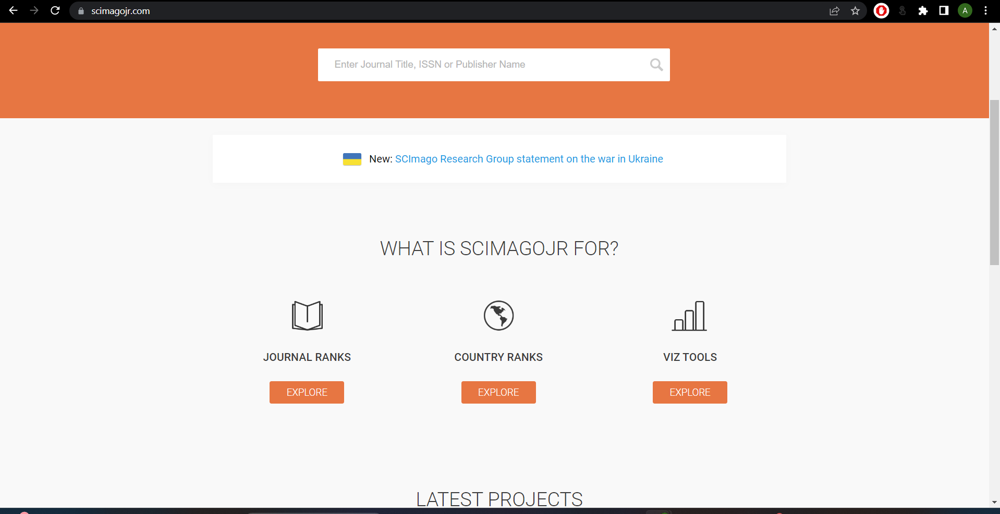 scimagojr.com
A
Enter Journal Title, ISSN or Publisher Name
New: SCImago Research Group statement on the war in Ukraine
WHAT IS SCIMAGOJR FOR?
JOURNAL RANKS
COUNTRY RANKS
VIZ TOOLS
EXPLORE
EXPLORE
EXPLORE
LATEST PROJECTS